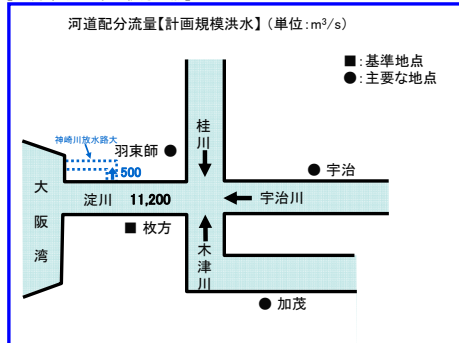 河道配分流量【計画規模洪水】（単位：m³/s）
■：基準地点
●：主要な地点
神崎川放水路大
羽束師 ●
桂川
500
● 宇治
大阪湾
淀川 11,200
宇治川
■ 枚方
木津川
● 加茂